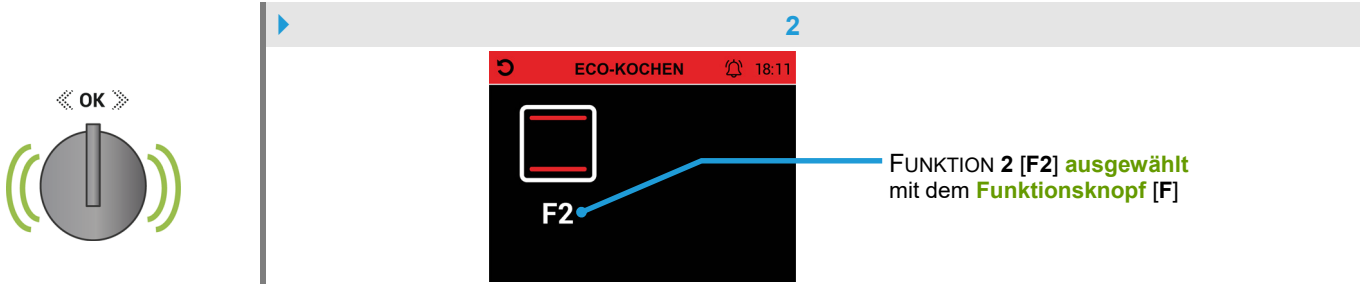 2
ECO-KOCHEN 18:11
OK
F2
FUNKTION 2 [F2] ausgewählt
mit dem Funktionsknopf [F]